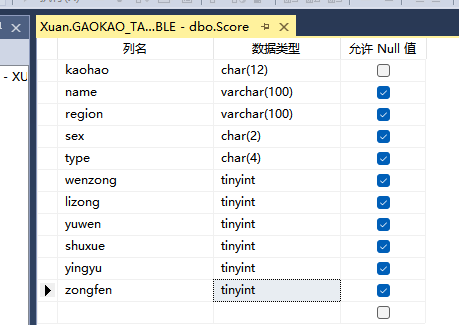 Xuan.GAOKAO_TA...BLE - dbo.Score
- XU
列名 数据类型 允许 Null 值
kaohao char(12)
name varchar(100)
region varchar(100)
sex char(2)
type char(4)
wenzong tinyint
lizong tinyint
yuwen tinyint
shuxue tinyint
yingyu tinyint
zongfen tinyint